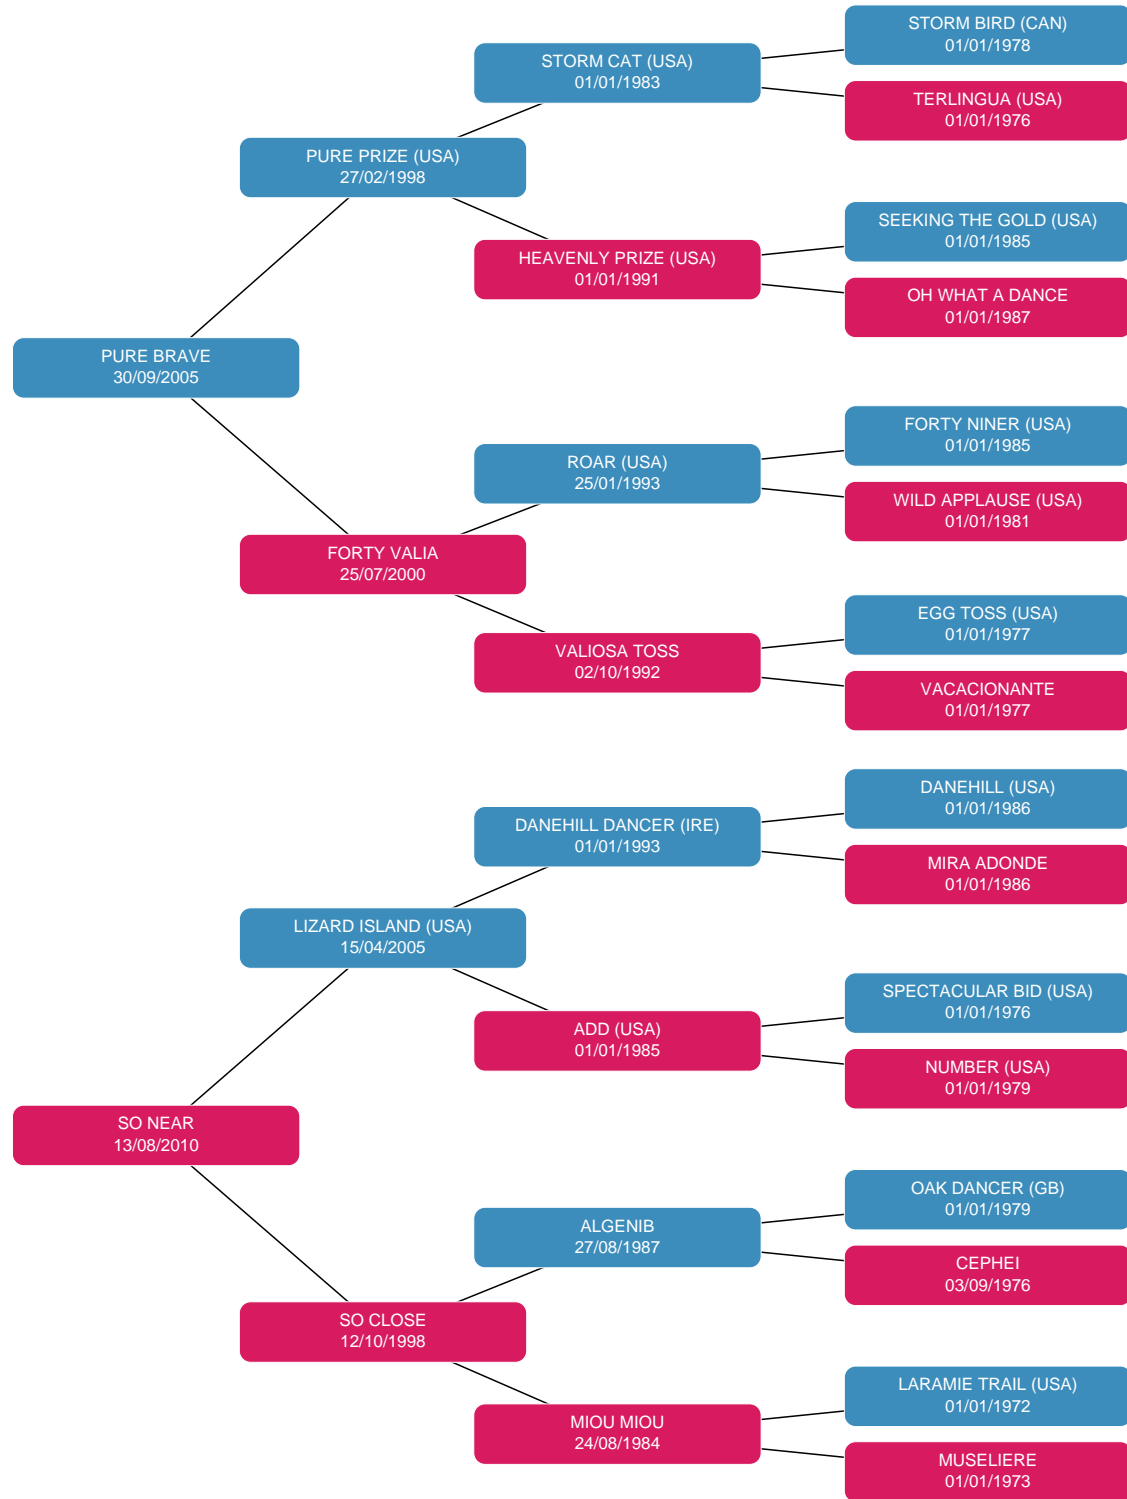 STORM BIRD (CAN)
01/01/1978
STORM CAT (USA)
01/01/1983
TERLINGUA (USA)
01/01/1976
PURE PRIZE (USA)
27/02/1998
SEEKING THE GOLD (USA)
01/01/1985
HEAVENLY PRIZE (USA)
01/01/1991
OH WHAT A DANCE
01/01/1987
PURE BRAVE
30/09/2005
FORTY NINER (USA)
01/01/1985
ROAR (USA)
25/01/1993
WILD APPLAUSE (USA)
01/01/1981
FORTY VALIA
25/07/2000
EGG TOSS (USA)
01/01/1977
VALIOSA TOSS
02/10/1992
VACACIONANTE
01/01/1977
DANEHILL (USA)
01/01/1986
DANEHILL DANCER (IRE)
01/01/1993
MIRA ADONDE
01/01/1986
LIZARD ISLAND (USA)
15/04/2005
SPECTACULAR BID (USA)
01/01/1976
ADD (USA)
01/01/1985
NUMBER (USA)
01/01/1979
SO NEAR
13/08/2010
OAK DANCER (GB)
01/01/1979
ALGENIB
27/08/1987
CEPHEI
03/09/1976
SO CLOSE
12/10/1998
LARAMIE TRAIL (USA)
01/01/1972
MIOU MIOU
24/08/1984
MUSELIERE
01/01/1973